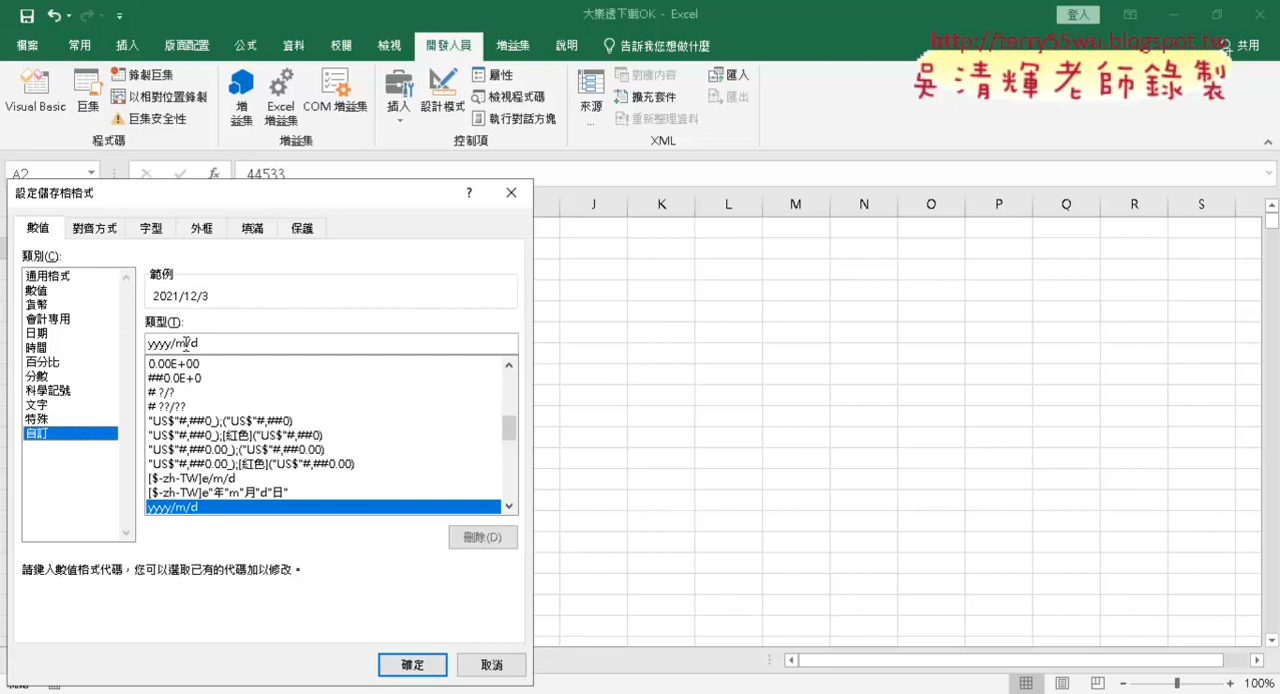 大樂透下載OK - Excel
登入
檔案 常用 插入 版面配置 公式 資料 校閱 檢視 開發人員 增益集 說明 告訴我您想做什麼 共用
http://terry55wu.blogspot.tw
吳清輝老師錄製
Visual Basic
巨集
錄製巨集
以相對位置錄製
巨集安全性
程式碼
增益集
Excel 增益集
COM 增益集
增益集
插入
設計模式
屬性
檢視程式碼
執行對話方塊
控制項
來源
...
對應內容
擴充套件
重新整理資料
匯入
匯出
XML
A2
fx
44533
J K L M N O P Q R S
設定儲存格格式
?
數值 對齊方式 字型 外框 填滿 保護
類別(C):
通用格式
數值
貨幣
會計專用
日期
時間
百分比
分數
科學記號
文字
特殊
自訂
範例
2021/12/3
類型(T):
yyyy/m/d
0.00E+00
##0.0E+0
# ?/?
# ??/??
"US$"#,##0_);("US$"#,##0)
"US$"#,##0_);[紅色]("US$"#,##0)
"US$"#,##0.00_);("US$"#,##0.00)
"US$"#,##0.00_);[紅色]("US$"#,##0.00)
[$-zh-TW]e/m/d
[$-zh-TW]e"年"m"月"d"日"
yyyy/m/d
刪除(D)
請鍵入數值格式代碼，您可以選取已有的代碼加以修改。
確定
取消
100%